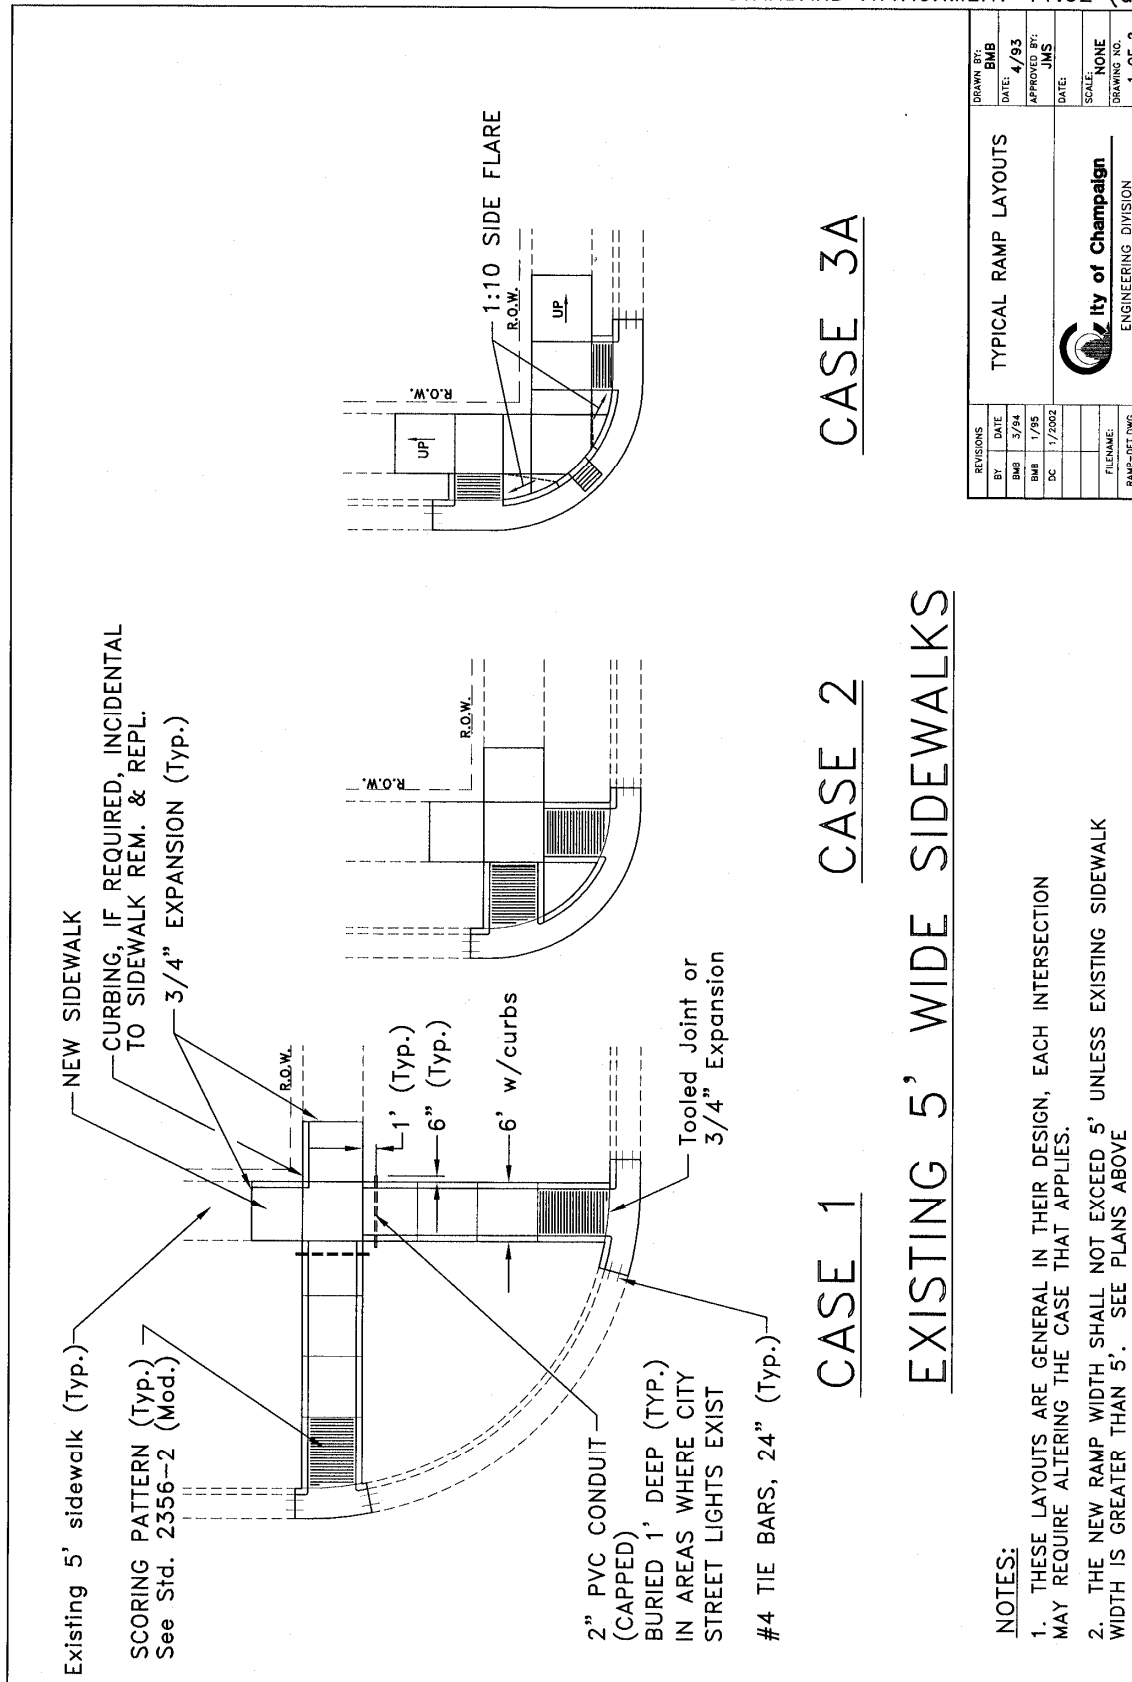 Existing 5' sidewalk (Typ.)
NEW SIDEWALK
CURBING, IF REQUIRED, INCIDENTAL
TO SIDEWALK REM. & REPL.
3/4" EXPANSION (Typ.)
SCORING PATTERN (Typ.)
See Std. 2356-2 (Mod.)
R.O.W.
1' (Typ.)
6" (Typ.)
6' w/curbs
2" PVC CONDUIT
(CAPPED)
BURIED 1' DEEP (TYP.)
IN AREAS WHERE CITY
STREET LIGHTS EXIST
#4 TIE BARS, 24" (Typ.)
Tooled Joint or
3/4" Expansion
R.O.W.
R.O.W.
R.O.W.
R.O.W.
1:10 SIDE FLARE
UP
UP
CASE 1
CASE 2
CASE 3A
EXISTING 5' WIDE SIDEWALKS
NOTES:
1. THESE LAYOUTS ARE GENERAL IN THEIR DESIGN, EACH INTERSECTION
MAY REQUIRE ALTERING THE CASE THAT APPLIES.
2. THE NEW RAMP WIDTH SHALL NOT EXCEED 5' UNLESS EXISTING SIDEWALK
WIDTH IS GREATER THAN 5'. SEE PLANS ABOVE
REVISIONS
BY DATE
BMB 3/94
BMB 1/95
DC 1/2002
FILENAME:
TYPICAL RAMP LAYOUTS
City of Champaign
ENGINEERING DIVISION
DRAWN BY:
BMB
DATE: 4/93
APPROVED BY:
JMS
DATE:
SCALE: NONE
DRAWING NO.